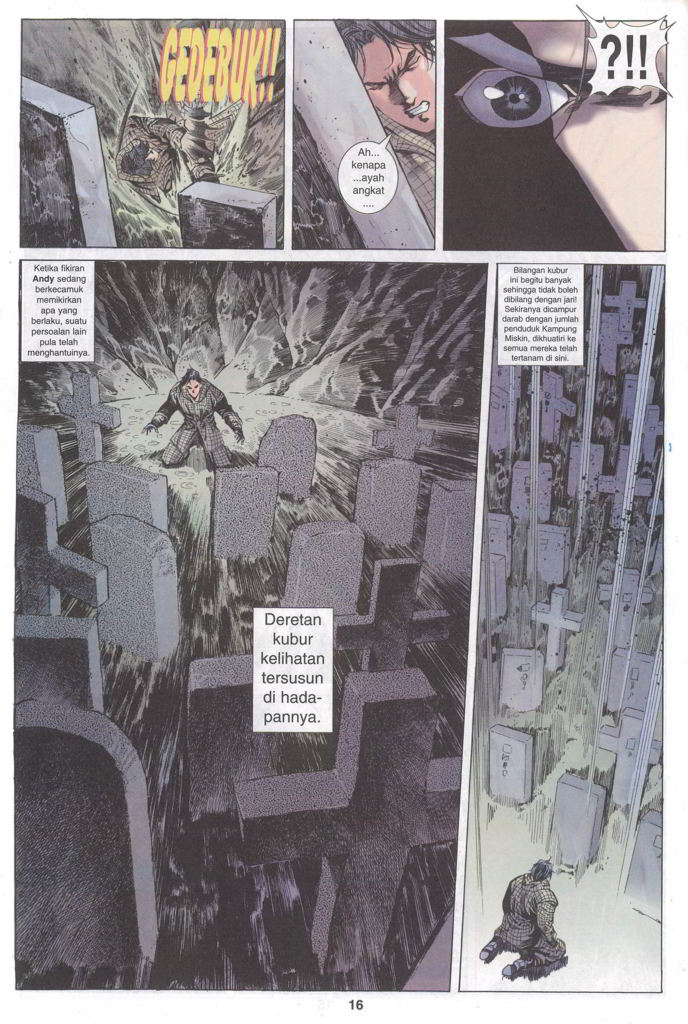 GEDEBUK!!
Ah...
kenapa
...ayah
angkat
....
?!!
Ketika fikiran
Andy sedang
berkecamuk
memikirkan
apa yang
berlaku, suatu
persoalan lain
pula telah
menghantuinya.
Deretan
kubur
kelihatan
tersusun
di hada-
pannya.
Bilangan kubur
ini begitu banyak
sehingga tidak boleh
dibilang dengan jari!
Sekiranya dicampur
darab dengan jumlah
penduduk Kampung
Miskin, dikhuatiri ke
semua mereka telah
tertanam di sini.
16